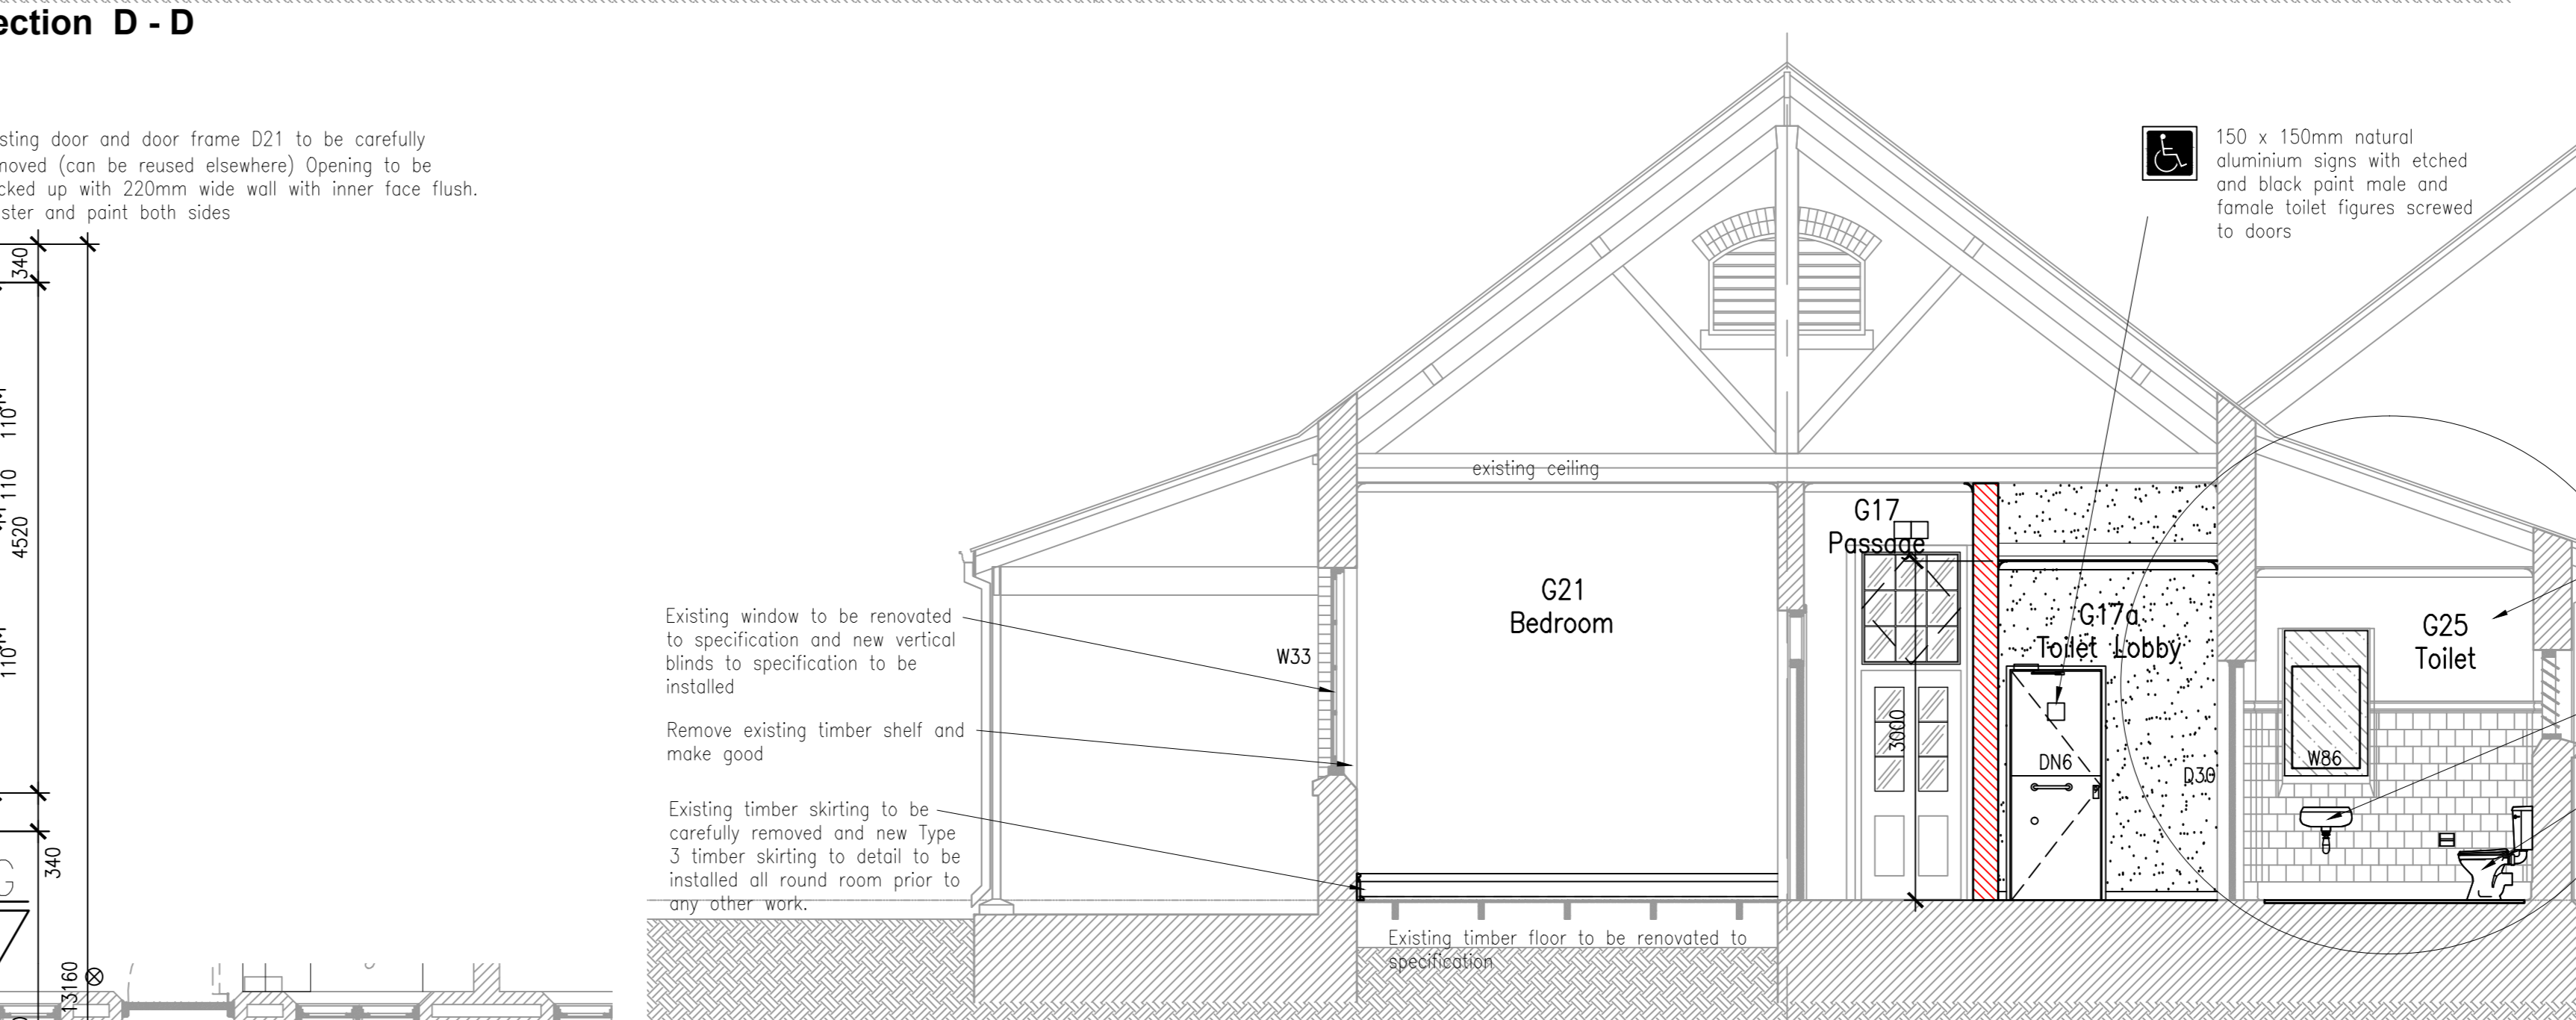 ection D - D
sting door and door frame D21 to be carefully
moved (can be reused elsewhere) Opening to be
cked up with 220mm wide wall with inner face flush.
ster and paint both sides
340
110
110
4520
110
340
13160
150 x 150mm natural
aluminium signs with etched
and black paint male and
famale toilet figures screwed
to doors
existing ceiling
G17
Passage
G21
Bedroom
G17a
Toilet Lobby
G25
Toilet
Existing window to be renovated
to specification and new vertical
blinds to specification to be
installed
W33
Remove existing timber shelf and
make good
3000
DN6
D30
W86
Existing timber skirting to be
carefully removed and new Type
3 timber skirting to detail to be
installed all round room prior to
any other work.
Existing timber floor to be renovated to
specification